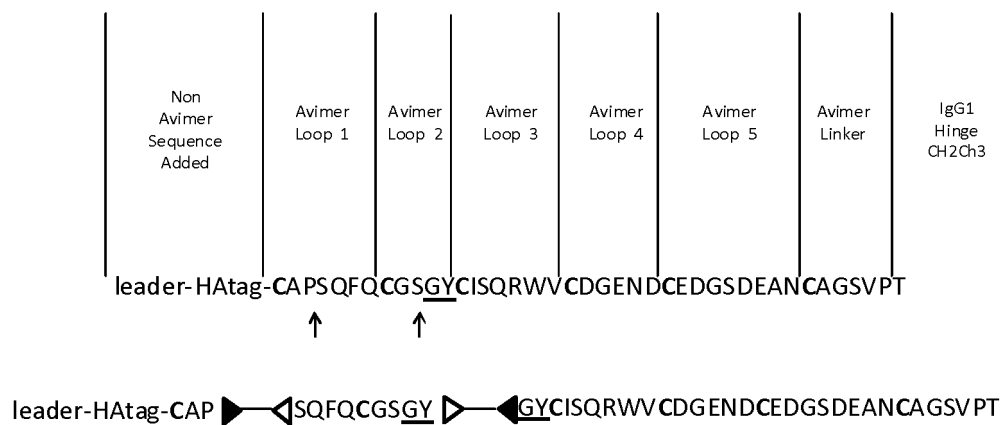 Non
Avimer
Sequence
Added
Avimer
Loop 1
Avimer
Loop 2
Avimer
Loop 3
Avimer
Loop 4
Avimer
Loop 5
Avimer
Linker
IgG1
Hinge
CH2Ch3
leader-HAtag-CAPSQFQCGSGYCISQRWVCDGENDCEDGSDEANCAGSVPT
leader-HAtag-CAP SQFQCGSGY GYCISQRWVCDGENDCEDGSDEANCAGSVPT